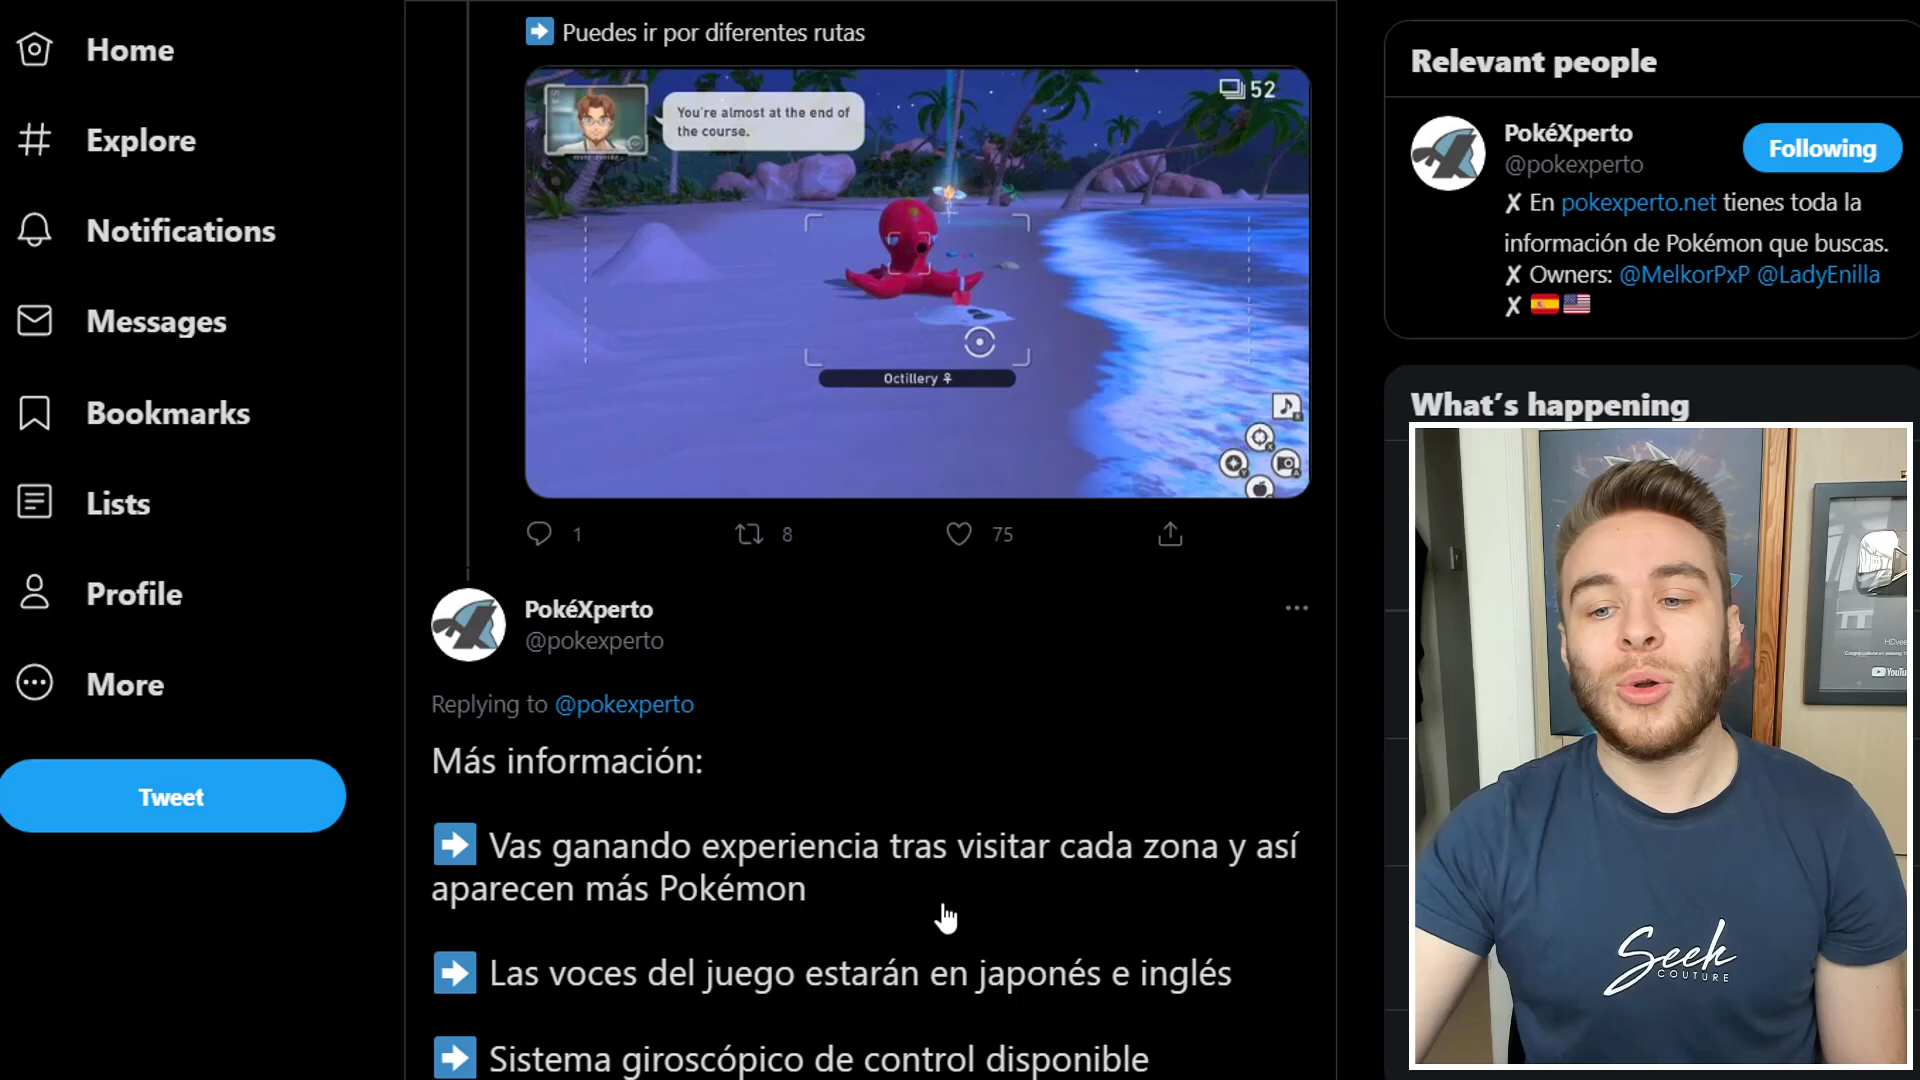 Home
Explore
Notifications
Messages
Bookmarks
Lists
Profile
More
Tweet
Puedes ir por diferentes rutas
You're almost at the end of
the course.
52
Octillery ♀
1 8 75
PokéXperto
@pokexperto
Replying to @pokexperto
Más información:
➡ Vas ganando experiencia tras visitar cada zona y así
aparecen más Pokémon
➡ Las voces del juego estarán en japonés e inglés
➡ Sistema giroscópico de control disponible
Relevant people
PokéXperto
@pokexperto
Following
✗ En pokexperto.net tienes toda la
información de Pokémon que buscas.
✗ Owners: @MelkorPxP @LadyEnilla
✗ 🇪🇸 🇺🇸
What's happening
Seek
COUTURE